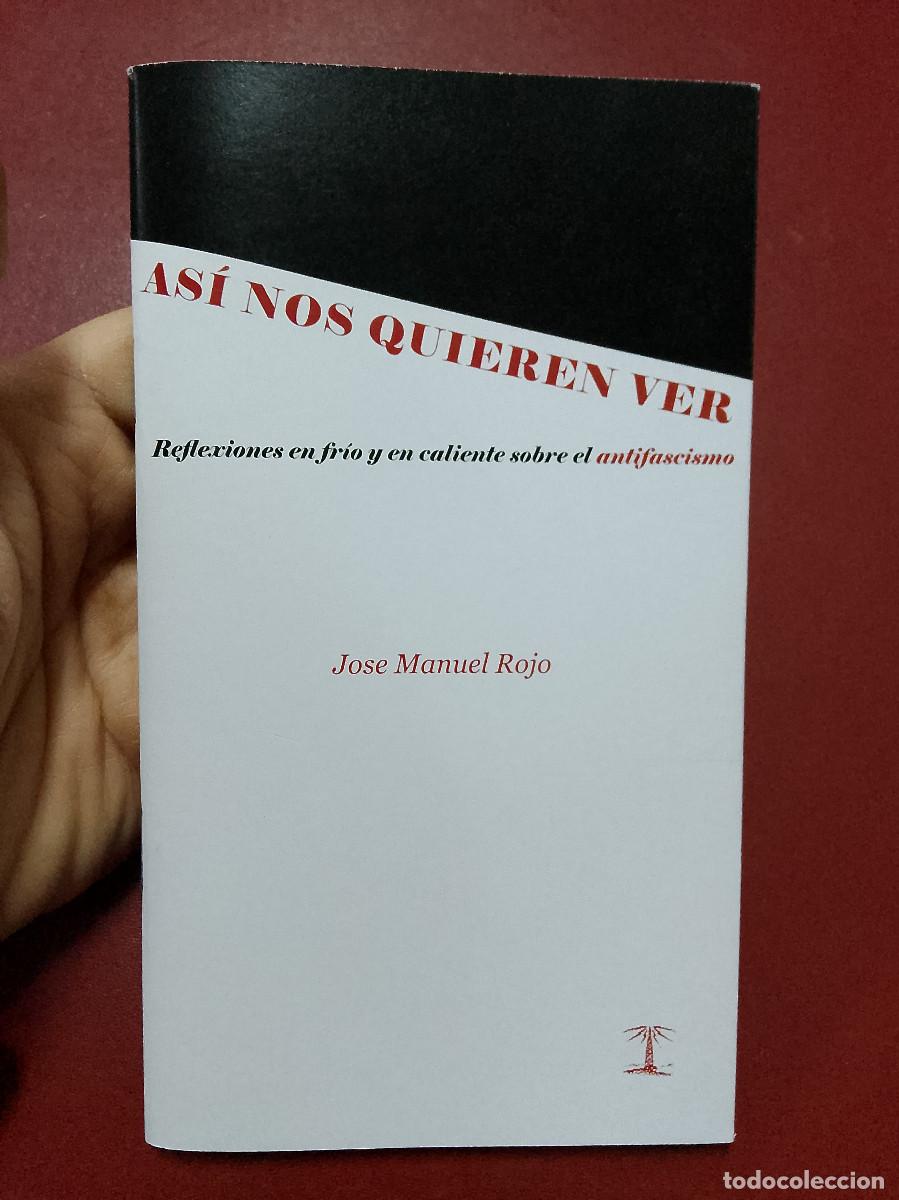 ASÍ NOS QUIEREN VER
Reflexiones en frío y en caliente sobre el antifascismo
Jose Manuel Rojo
todocoleccion